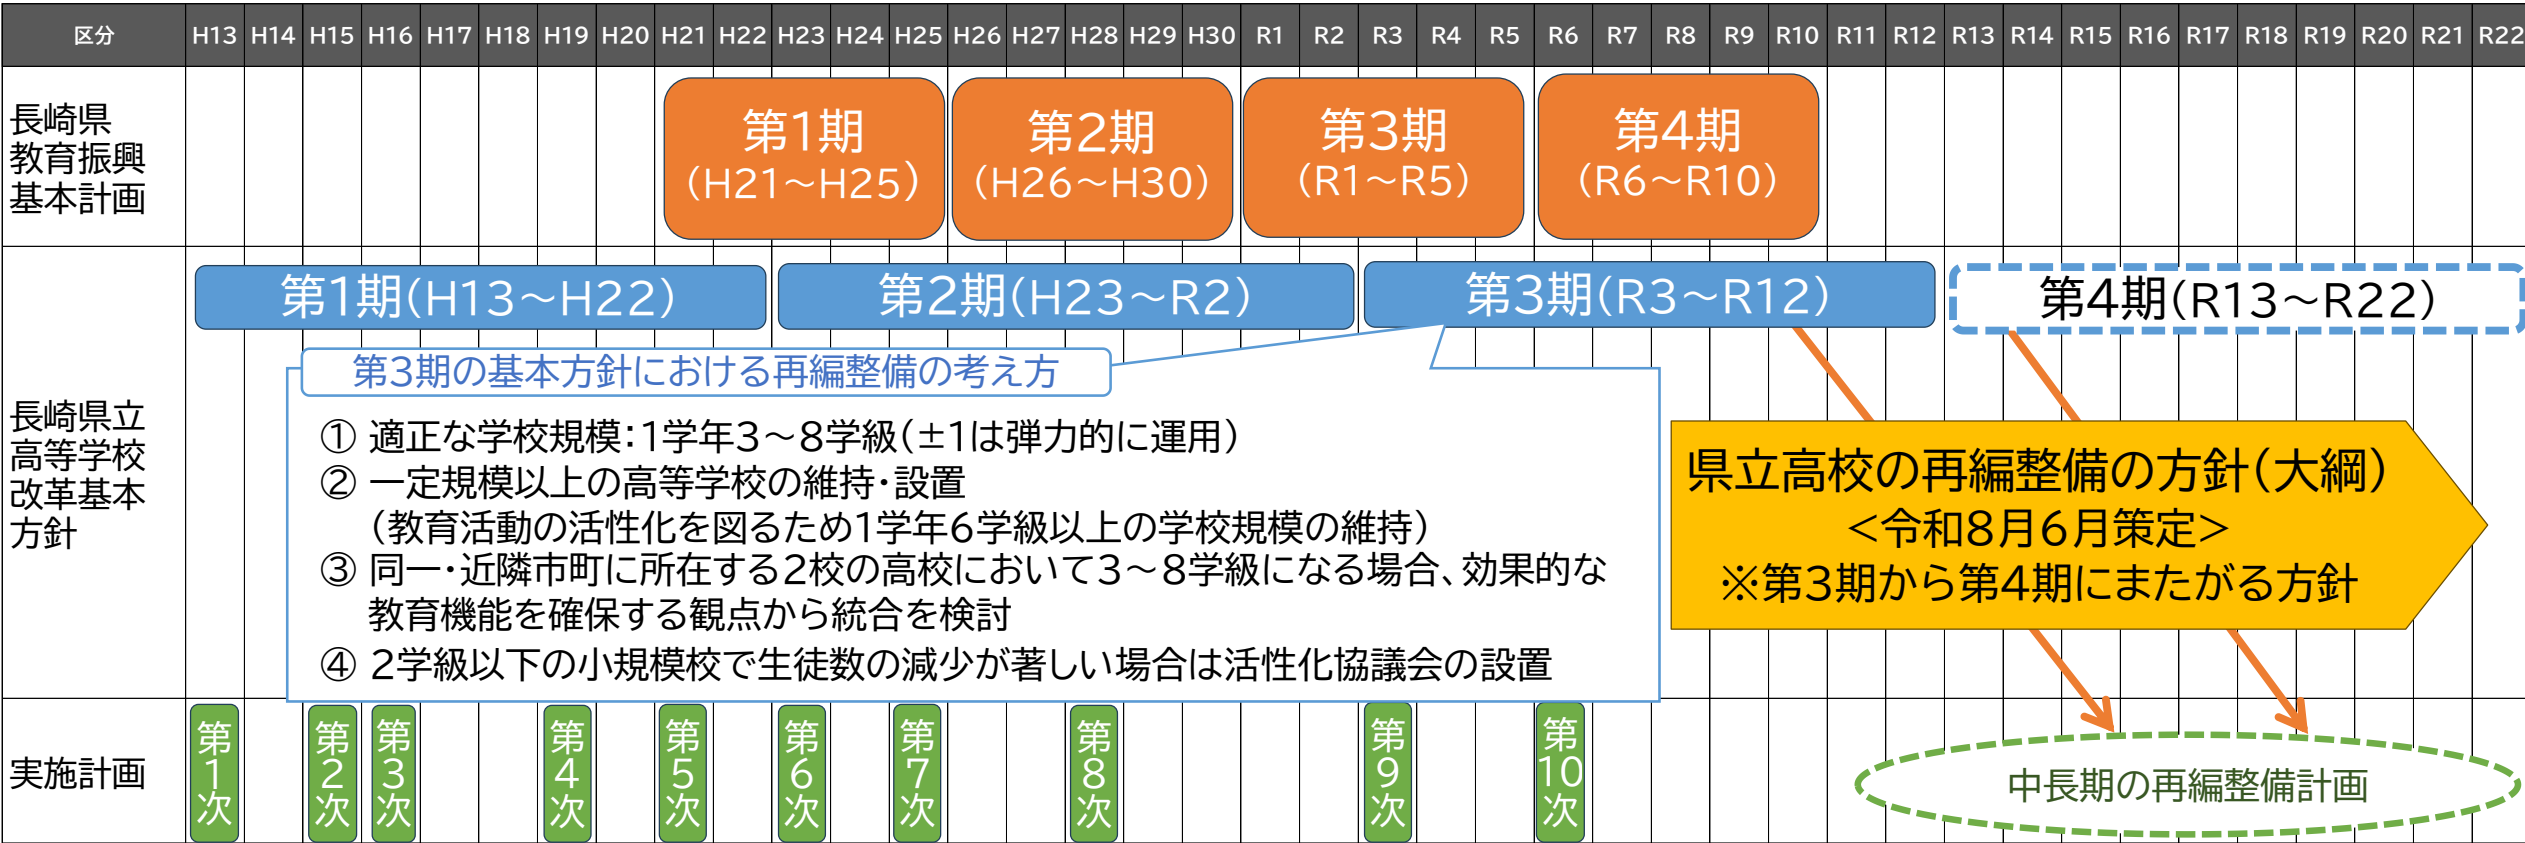 区分 H13 H14 H15 H16 H17 H18 H19 H20 H21 H22 H23 H24 H25 H26 H27 H28 H29 H30 R1 R2 R3 R4 R5 R6 R7 R8 R9 R10 R11 R12 R13 R14 R15 R16 R17 R18 R19 R20 R21 R22
長崎県
教育振興
基本計画
第1期
(H21～H25)
第2期
(H26～H30)
第3期
(R1～R5)
第4期
(R6～R10)
長崎県立
高等学校
改革基本
方針
第1期(H13～H22)
第2期(H23～R2)
第3期(R3～R12)
第4期(R13～R22)
第3期の基本方針における再編整備の考え方
① 適正な学校規模：1学年3～8学級(±1は弾力的に運用)
② 一定規模以上の高等学校の維持・設置
(教育活動の活性化を図るため1学年6学級以上の学校規模の維持)
③ 同一・近隣市町に所在する2校の高校において3～8学級になる場合、効果的な
教育機能を確保する観点から統合を検討
④ 2学級以下の小規模校で生徒数の減少が著しい場合は活性化協議会の設置
県立高校の再編整備の方針(大綱)
＜令和8月6月策定＞
※第3期から第4期にまたがる方針
実施計画
第1次
第2次
第3次
第4次
第5次
第6次
第7次
第8次
第9次
第10次
中長期の再編整備計画